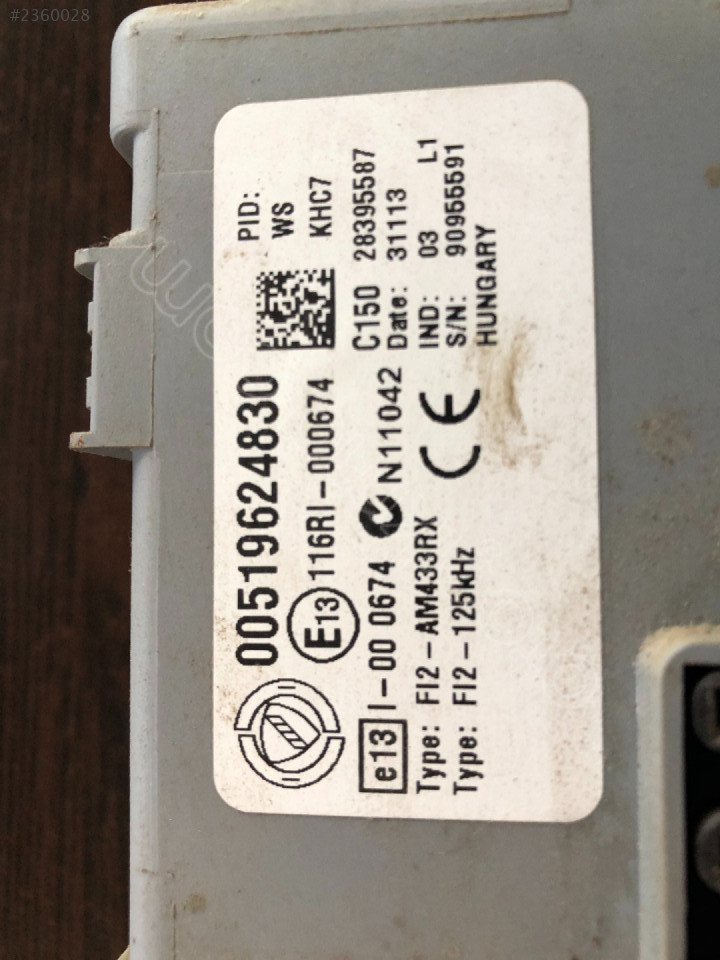 #2360028
00519624830
PID:
WS
KHC7
E13 116RI-000674
C150 28395587
e13 I-00 0674 N11042
Date: 31113
Type: FI2-AM433RX
IND: 03 L1
Type: FI2-125kHz
CE
S/N: 90955591
HUNGARY